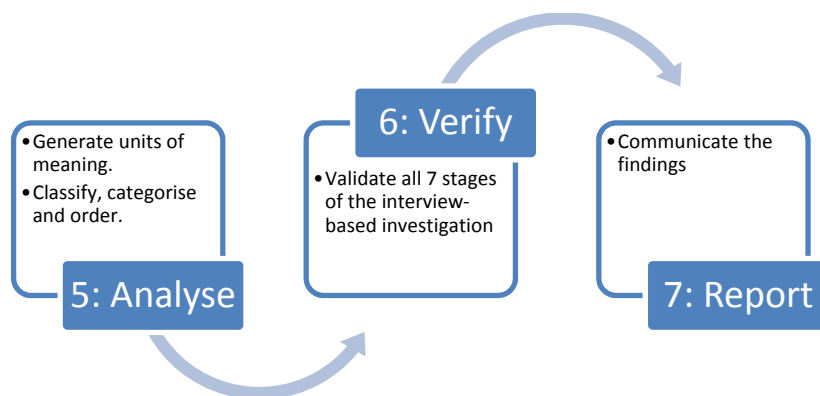 •Generate units of
meaning.
•Classify, categorise
and order.
5: Analyse
6: Verify
•Validate all 7 stages
of the interview-
based investigation
•Communicate the
findings
7: Report